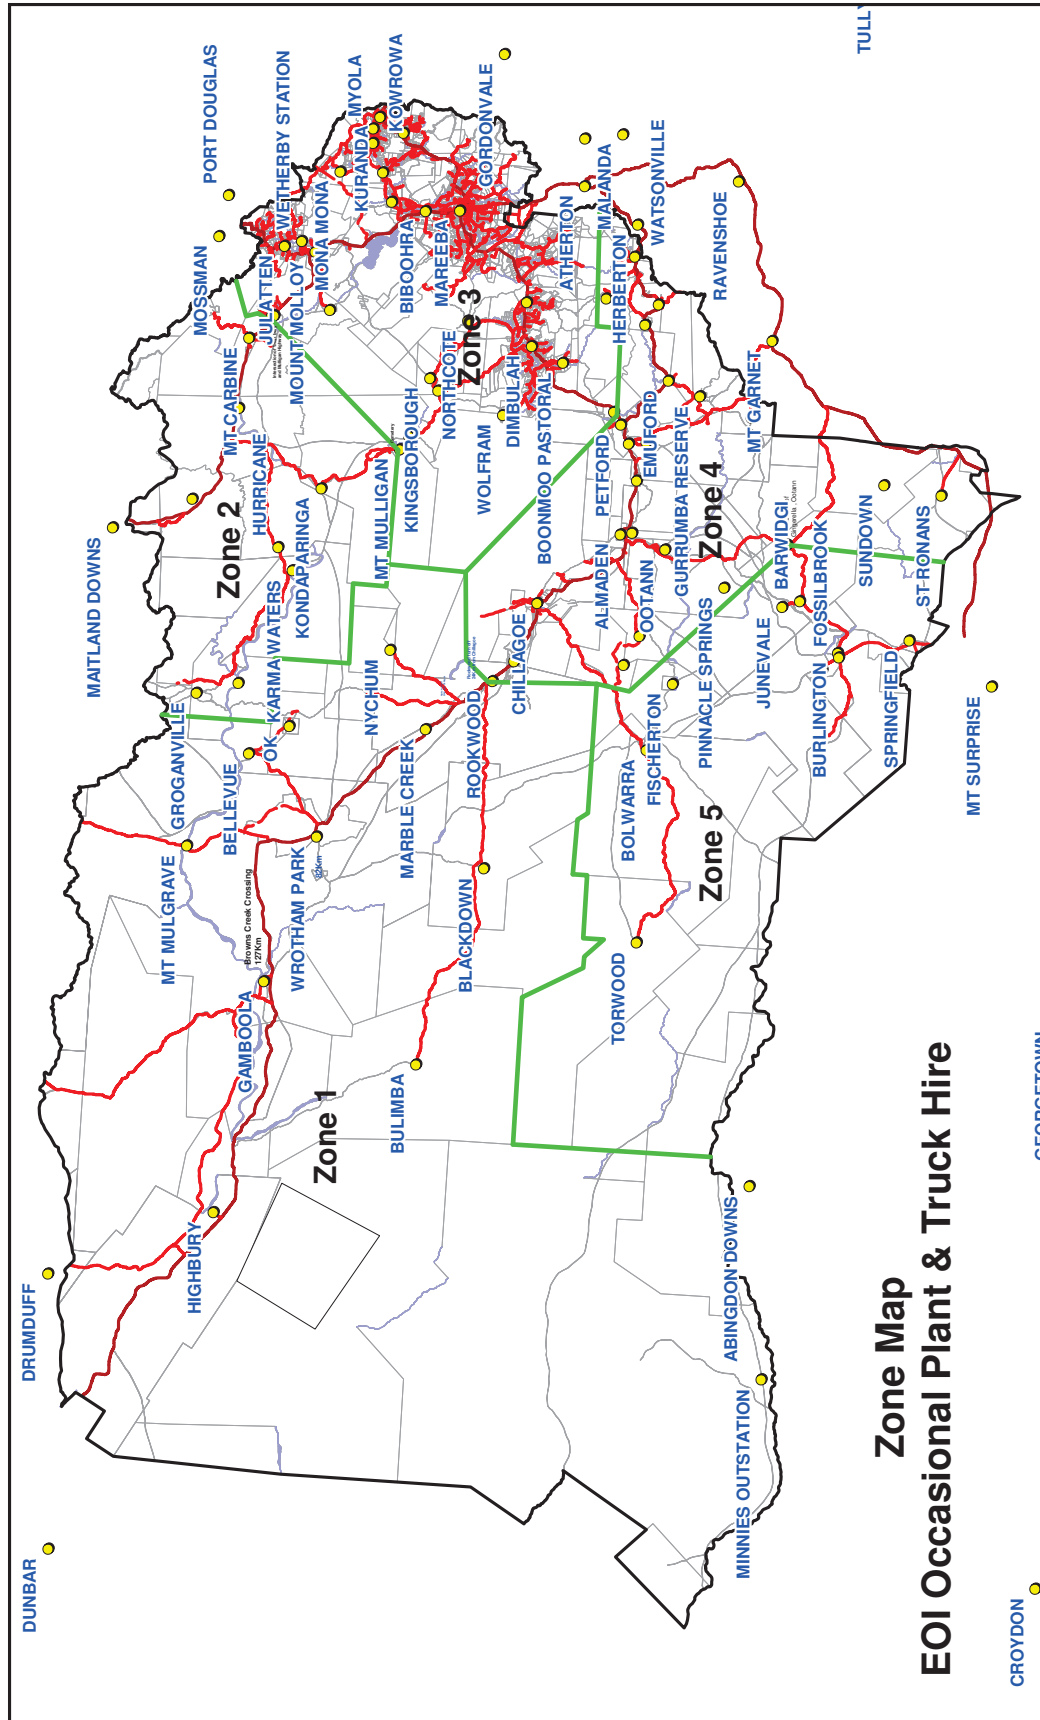 DUNBAR
DRUMDUFF
MAITLAND DOWNS
PORT DOUGLAS
MOSSMAN
WETHERBY STATION
JULATTEN
MOUNT MOLLOY
MONA MONA
MYOLA
KURANDA
KOWROWA
GORDONVALE
TULLY
MT CARBINE
HURRICANE
Zone 2
KONDAPARINGA
KARMA WATERS
GROGANVILLE
OK
BELLEVUE
MT MULGRAVE
WROTHAM PARK
82Km
Browns Creek Crossing
127Km
GAMBOOLA
HIGHBURY
Zone 1
BULIMBA
BLACKDOWN
ROOKWOOD
MARBLE CREEK
NYCHUM
MT MULLIGAN
KINGSBOROUGH
NORTHCOTE
Zone 3
BIBOOHRA
MAREEBA
WOLFRAM
DIMBULAH
BOONMOO PASTORAL
ATHERTON
MALANDA
HERBERTON
WATSONVILLE
RAVENSHOE
PETFORD
EMUFORD
GURRUMBA RESERVE
MT GARNET
Zone 4
ALMADEN
OOTANN
CHILLAGOE
PINNACLE SPRINGS
BARWIDGI
FOSSILBROOK
SUNDOWN
ST RONANS
JUNEVALE
BURLINGTON
SPRINGFIELD
MT SURPRISE
FISCHERTON
BOLWARRA
Zone 5
TORWOOD
ABINGDON DOWNS
MINNIES OUTSTATION
GEORGETOWN
CROYDON
Zone Map
EOI Occasional Plant & Truck Hire